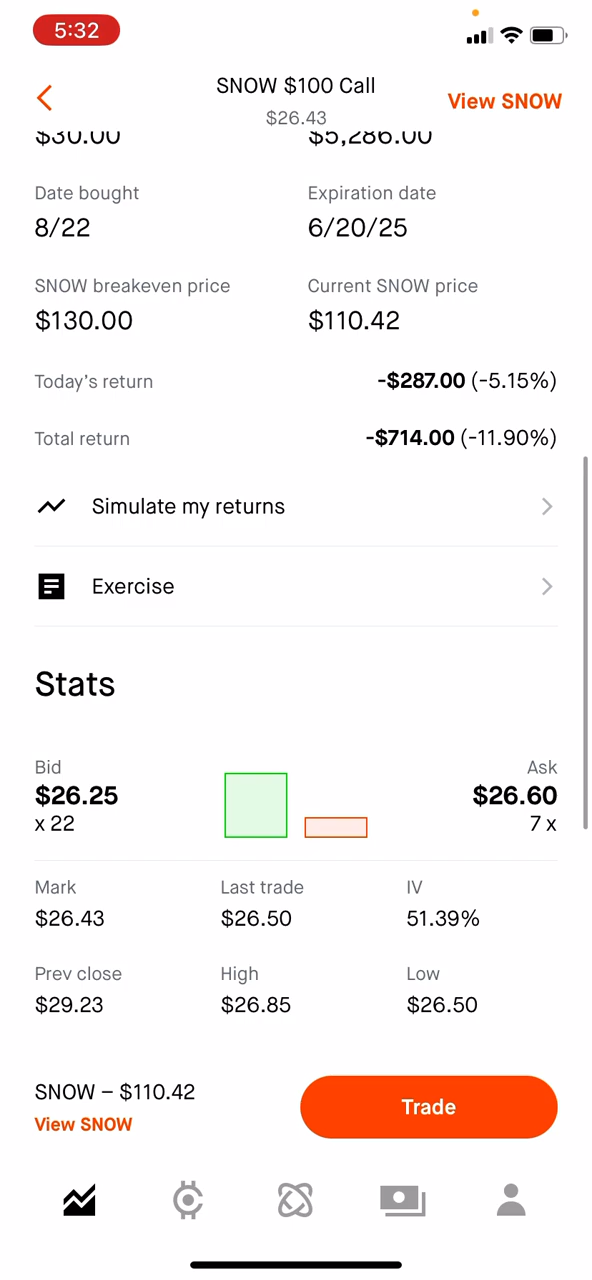 5:32
SNOW $100 Call
$26.43
View SNOW
$30.00 $5,286.00
Date bought Expiration date
8/22 6/20/25
SNOW breakeven price Current SNOW price
$130.00 $110.42
Today’s return -$287.00 (-5.15%)
Total return -$714.00 (-11.90%)
Simulate my returns
Exercise
Stats
Bid Ask
$26.25 $26.60
x 22 7 x
Mark Last trade IV
$26.43 $26.50 51.39%
Prev close High Low
$29.23 $26.85 $26.50
SNOW – $110.42
View SNOW
Trade